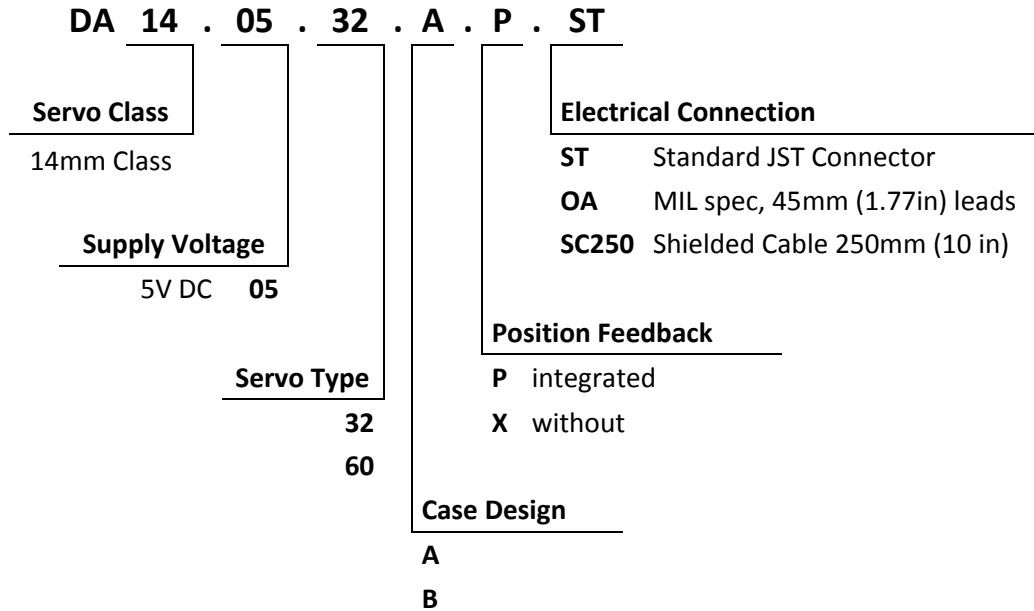 DA 14 . 05 . 32 . A . P . ST
Servo Class
14mm Class
Supply Voltage
5V DC 05
Servo Type
32
60
Electrical Connection
ST Standard JST Connector
OA MIL spec, 45mm (1.77in) leads
SC250 Shielded Cable 250mm (10 in)
Position Feedback
P integrated
X without
Case Design
A
B